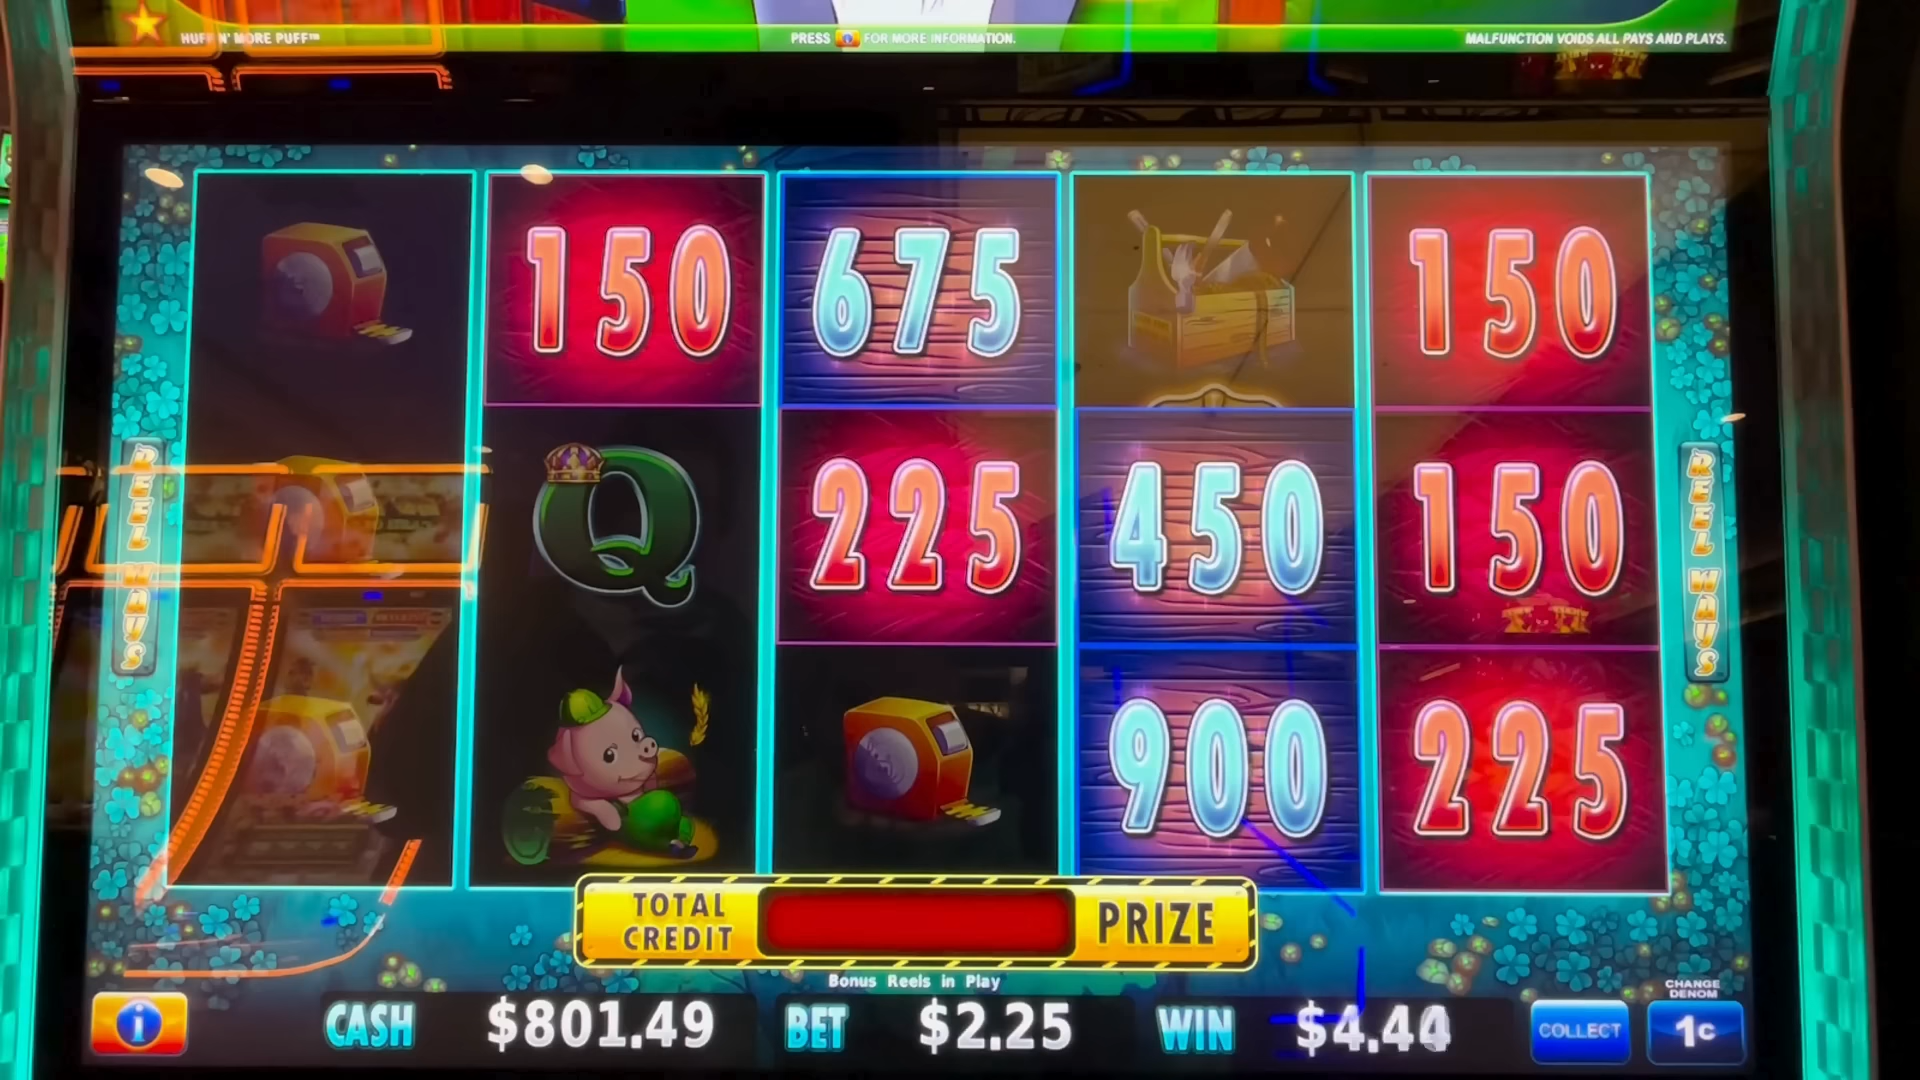 HUFF N' MORE PUFF™
PRESS i FOR MORE INFORMATION.
MALFUNCTION VOIDS ALL PAYS AND PLAYS.
150 675 150
Q 225 450 150
900 225
REEL WAYS
REEL WAYS
TOTAL CREDIT PRIZE
Bonus Reels in Play
i CASH $801.49 BET $2.25 WIN COLLECT
CHANGE DENOM
1¢